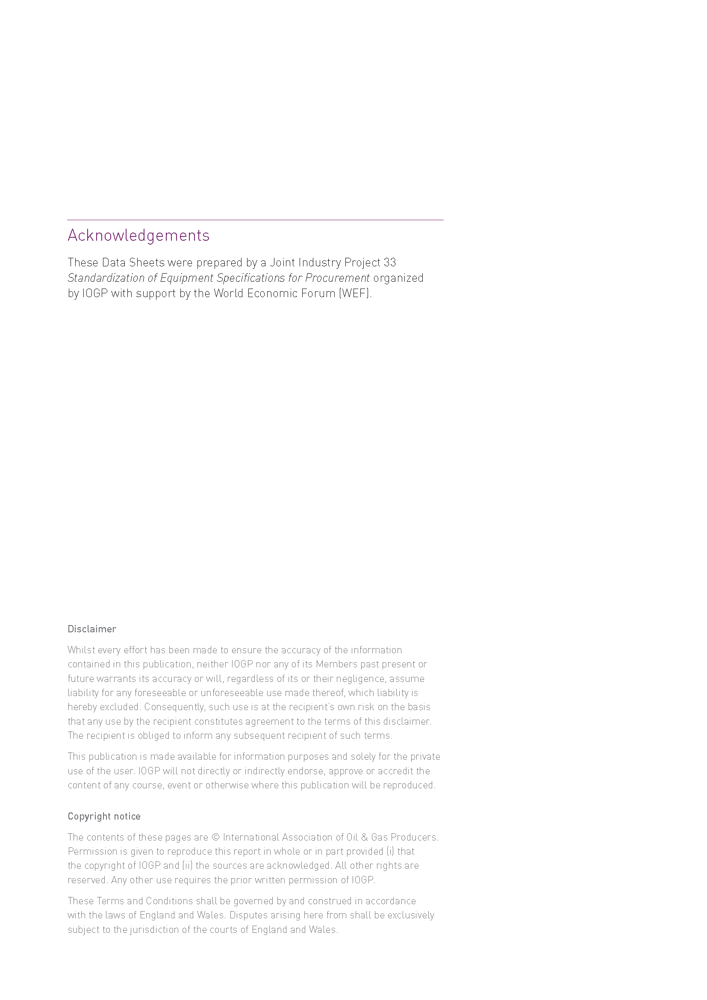 Acknowledgements
These Data Sheets were prepared by a Joint Industry Project 33
Standardization of Equipment Specifications for Procurement organized
by IOGP with support by the World Economic Forum (WEF).
Disclaimer
Whilst every effort has been made to ensure the accuracy of the information
contained in this publication, neither IOGP nor any of its Members past present or
future warrants its accuracy or will, regardless of its or their negligence, assume
liability for any foreseeable or unforeseeable use made thereof, which liability is
hereby excluded. Consequently, such use is at the recipient's own risk on the basis
that any use by the recipient constitutes agreement to the terms of this disclaimer.
The recipient is obliged to inform any subsequent recipient of such terms.
This publication is made available for information purposes and solely for the private
use of the user. IOGP will not directly or indirectly endorse, approve or accredit the
content of any course, event or otherwise where this publication will be reproduced.
Copyright notice
The contents of these pages are © International Association of Oil & Gas Producers.
Permission is given to reproduce this report in whole or in part provided (i) that
the copyright of IOGP and (ii) the sources are acknowledged. All other rights are
reserved. Any other use requires the prior written permission of IOGP.
These Terms and Conditions shall be governed by and construed in accordance
with the laws of England and Wales. Disputes arising here from shall be exclusively
subject to the jurisdiction of the courts of England and Wales.